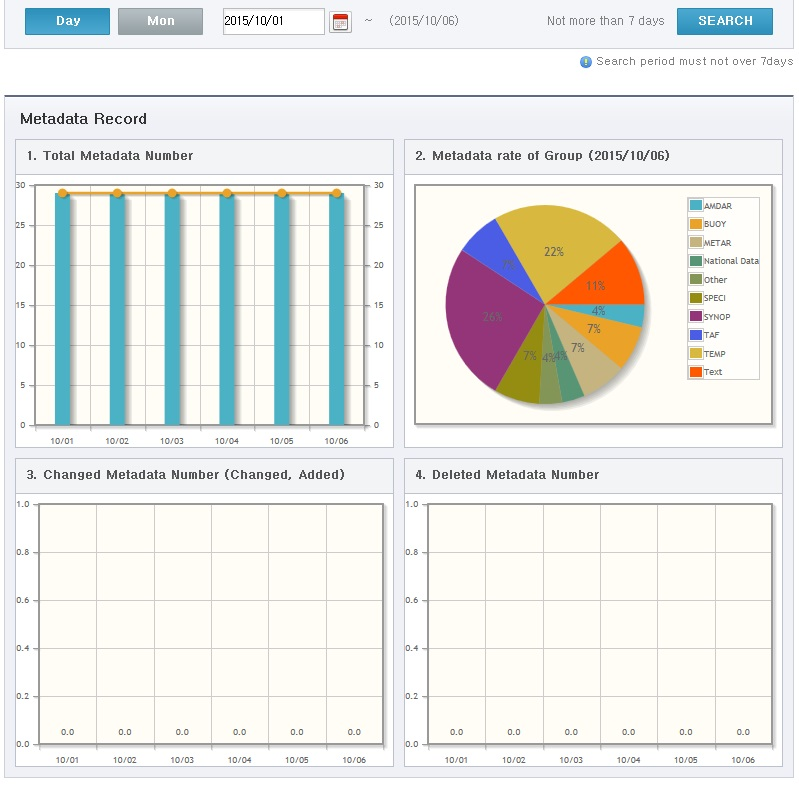 Day Mon 2015/10/01 ~ (2015/10/06) Not more than 7 days SEARCH
Search period must not over 7days
Metadata Record
1. Total Metadata Number
30 30
25 25
20 20
15 15
10 10
5 5
0 0
10/01 10/02 10/03 10/04 10/05 10/06
2. Metadata rate of Group (2015/10/06)
22%
11%
4%
7%
7%
4%
4%
7%
26%
7%
AMDAR
BUOY
METAR
National Data
Other
SPECI
SYNOP
TAF
TEMP
Text
3. Changed Metadata Number (Changed, Added)
1.0
0.8
0.6
0.4
0.2
0.0
0.0 0.0 0.0 0.0 0.0 0.0
10/01 10/02 10/03 10/04 10/05 10/06
4. Deleted Metadata Number
1.0
0.8
0.6
0.4
0.2
0.0
0.0 0.0 0.0 0.0 0.0 0.0
10/01 10/02 10/03 10/04 10/05 10/06